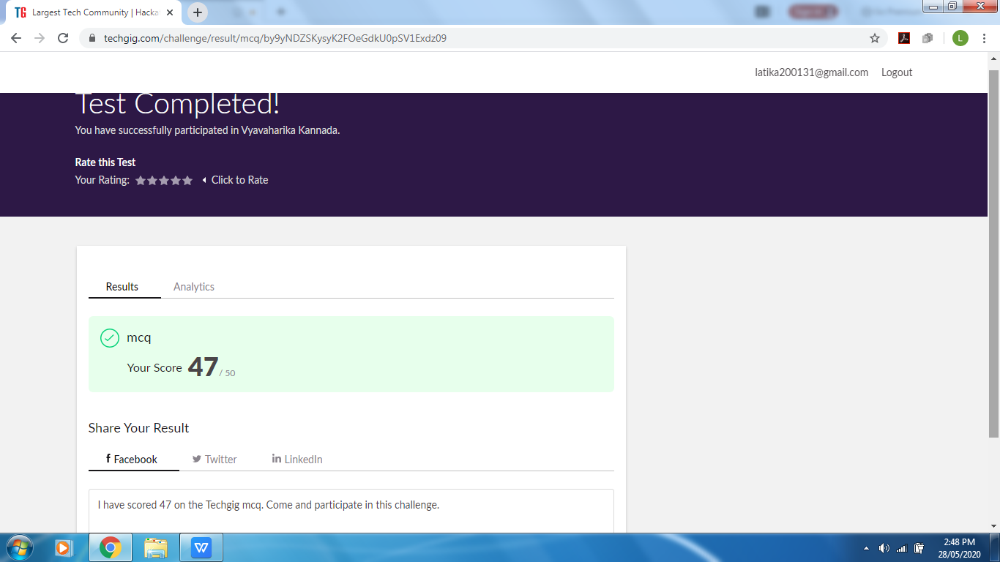 TG Largest Tech Community | Hacka
techgig.com/challenge/result/mcq/by9yNDZSKysyK2FOeGdkU0pSV1Exdz09
L
latika200131@gmail.com Logout
Test Completed!
You have successfully participated in Vyavaharika Kannada.
Rate this Test
Your Rating: Click to Rate
Results Analytics
mcq
Your Score 47 / 50
Share Your Result
Facebook Twitter LinkedIn
I have scored 47 on the Techgig mcq. Come and participate in this challenge.
W
2:48 PM
28/05/2020